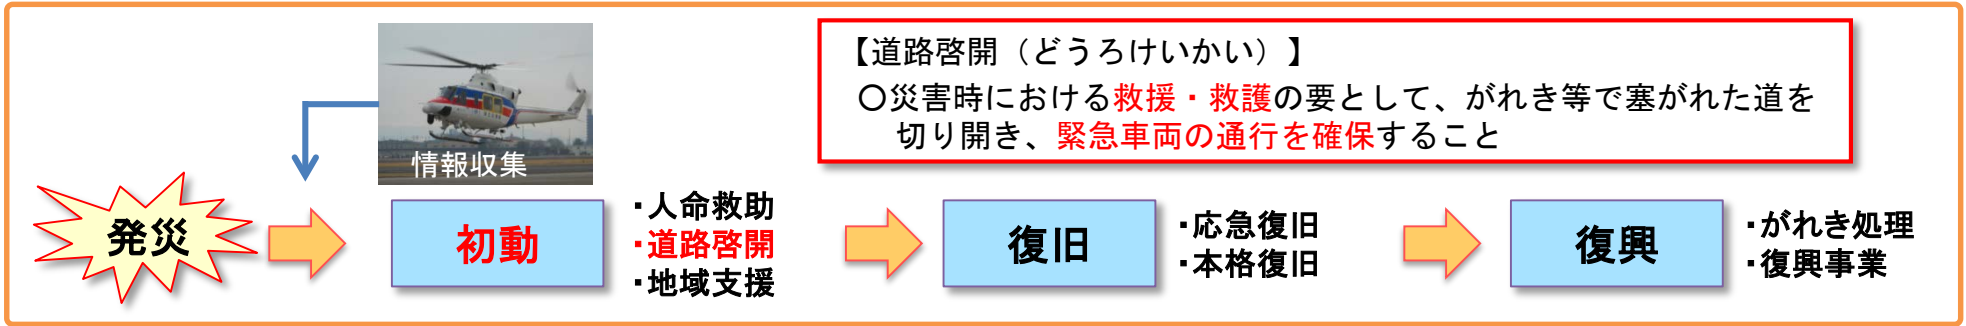 情報収集
【道路啓開（どうろけいかい）】
○災害時における救援・救護の要として、がれき等で塞がれた道を
切り開き、緊急車両の通行を確保すること
発災
初動
・人命救助
・道路啓開
・地域支援
復旧
・応急復旧
・本格復旧
復興
・がれき処理
・復興事業